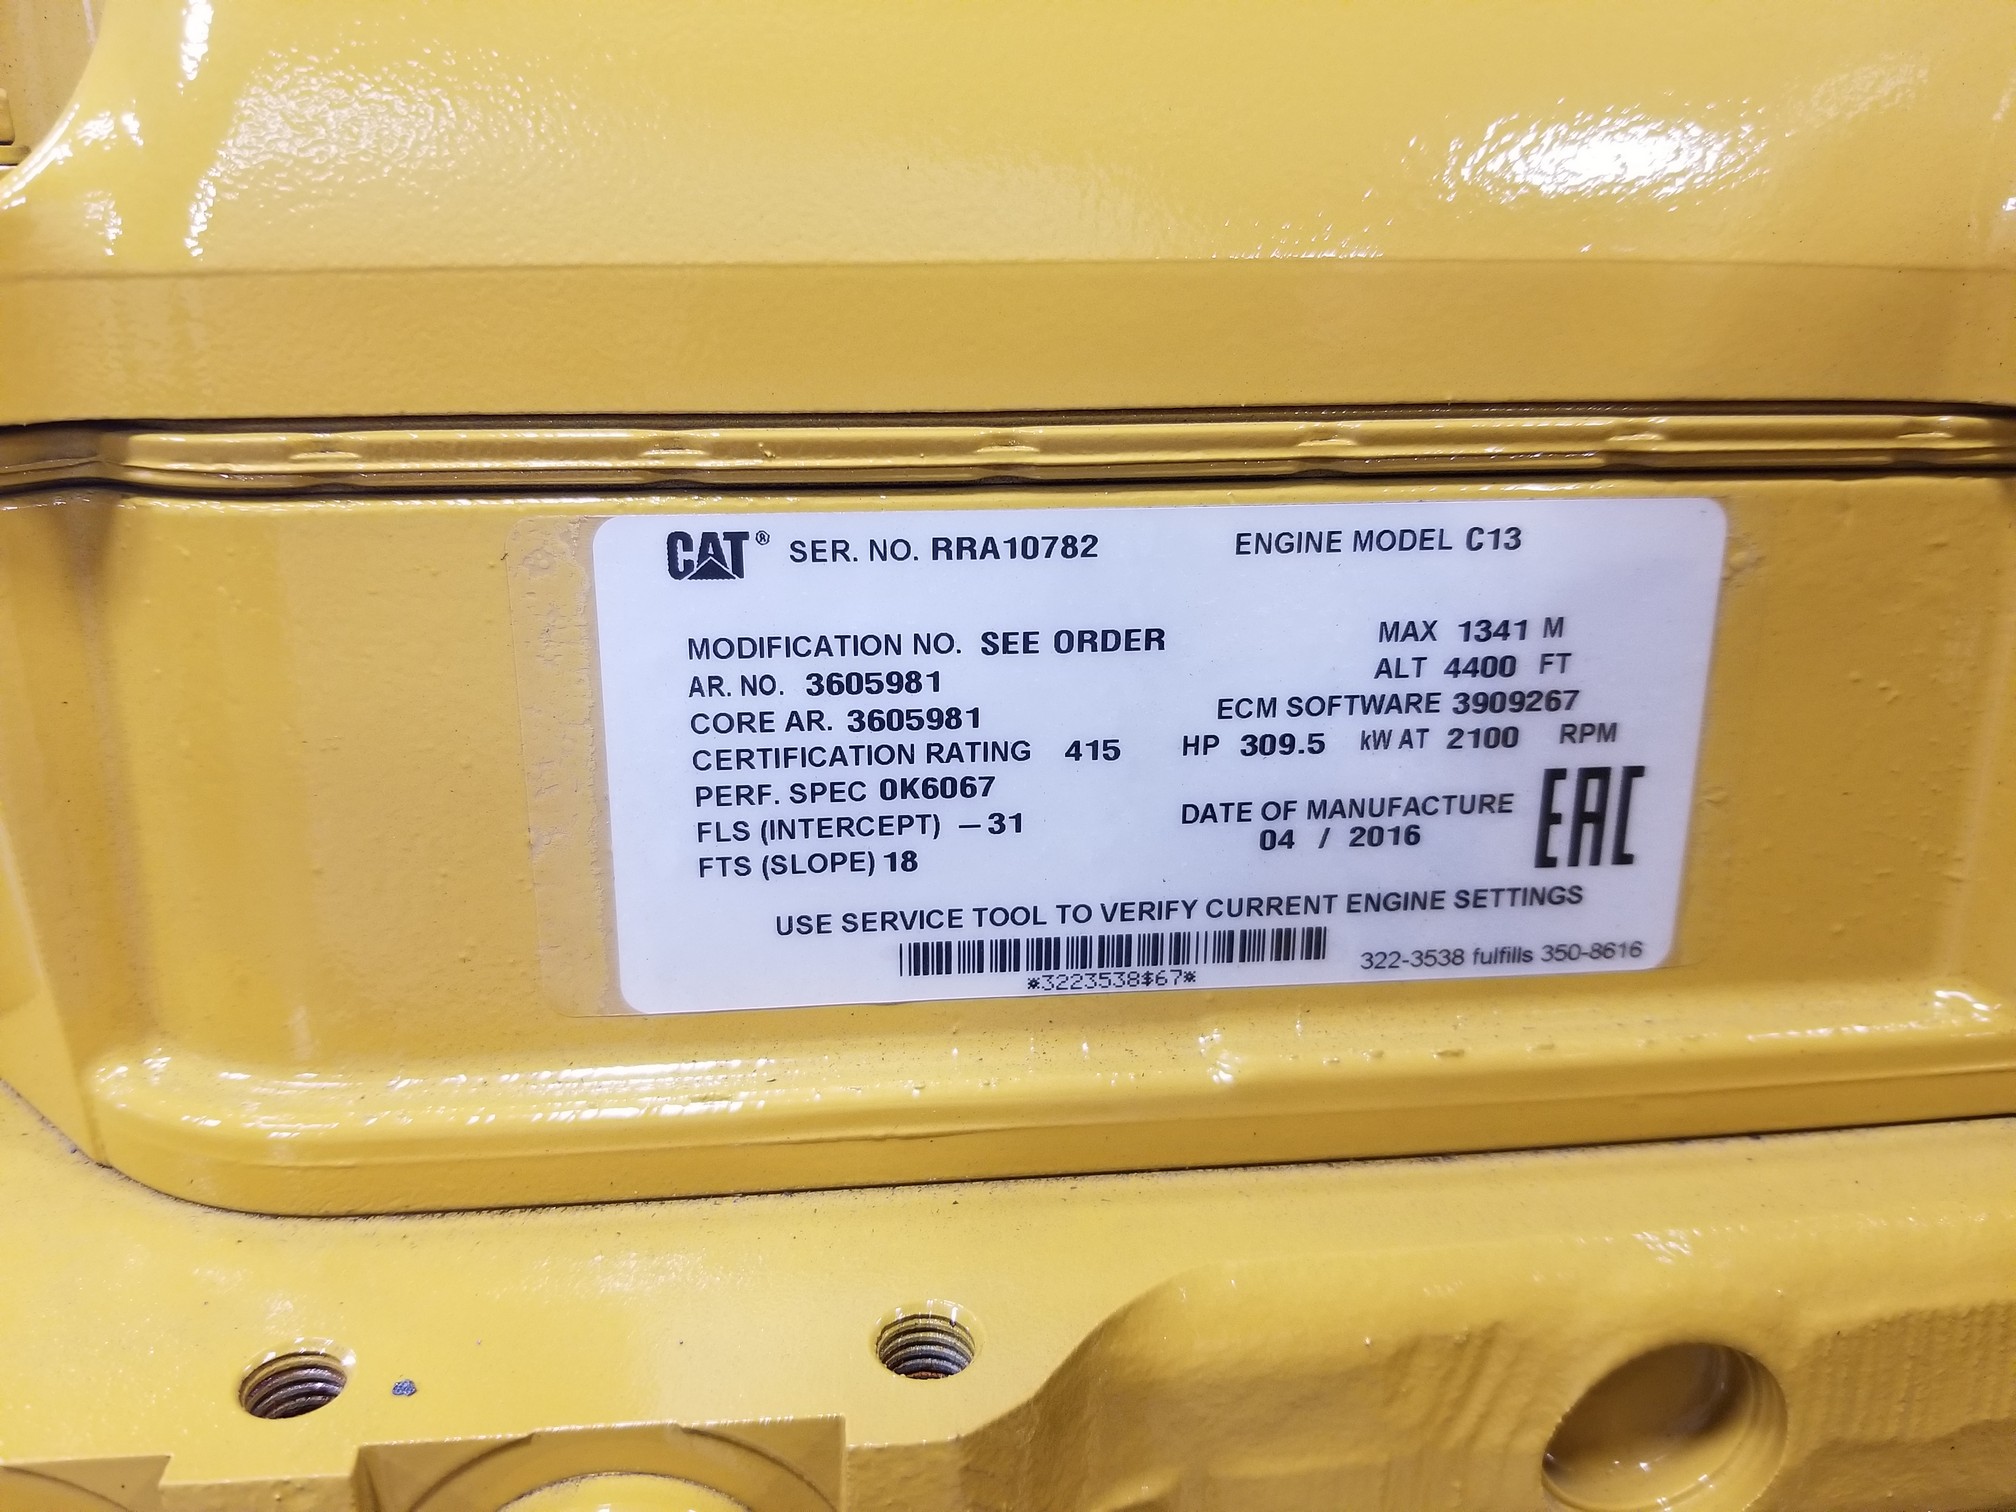 CAT® SER. NO. RRA10782 ENGINE MODEL C13
MODIFICATION NO. SEE ORDER MAX 1341 M
AR. NO. 3605981 ALT 4400 FT
CORE AR. 3605981 ECM SOFTWARE 3909267
CERTIFICATION RATING 415 HP 309.5 kW AT 2100 RPM
PERF. SPEC 0K6067
FLS (INTERCEPT) –31 DATE OF MANUFACTURE EAC
FTS (SLOPE) 18 04 / 2016
USE SERVICE TOOL TO VERIFY CURRENT ENGINE SETTINGS
322-3538 fulfills 350-8616
*3223538$67*